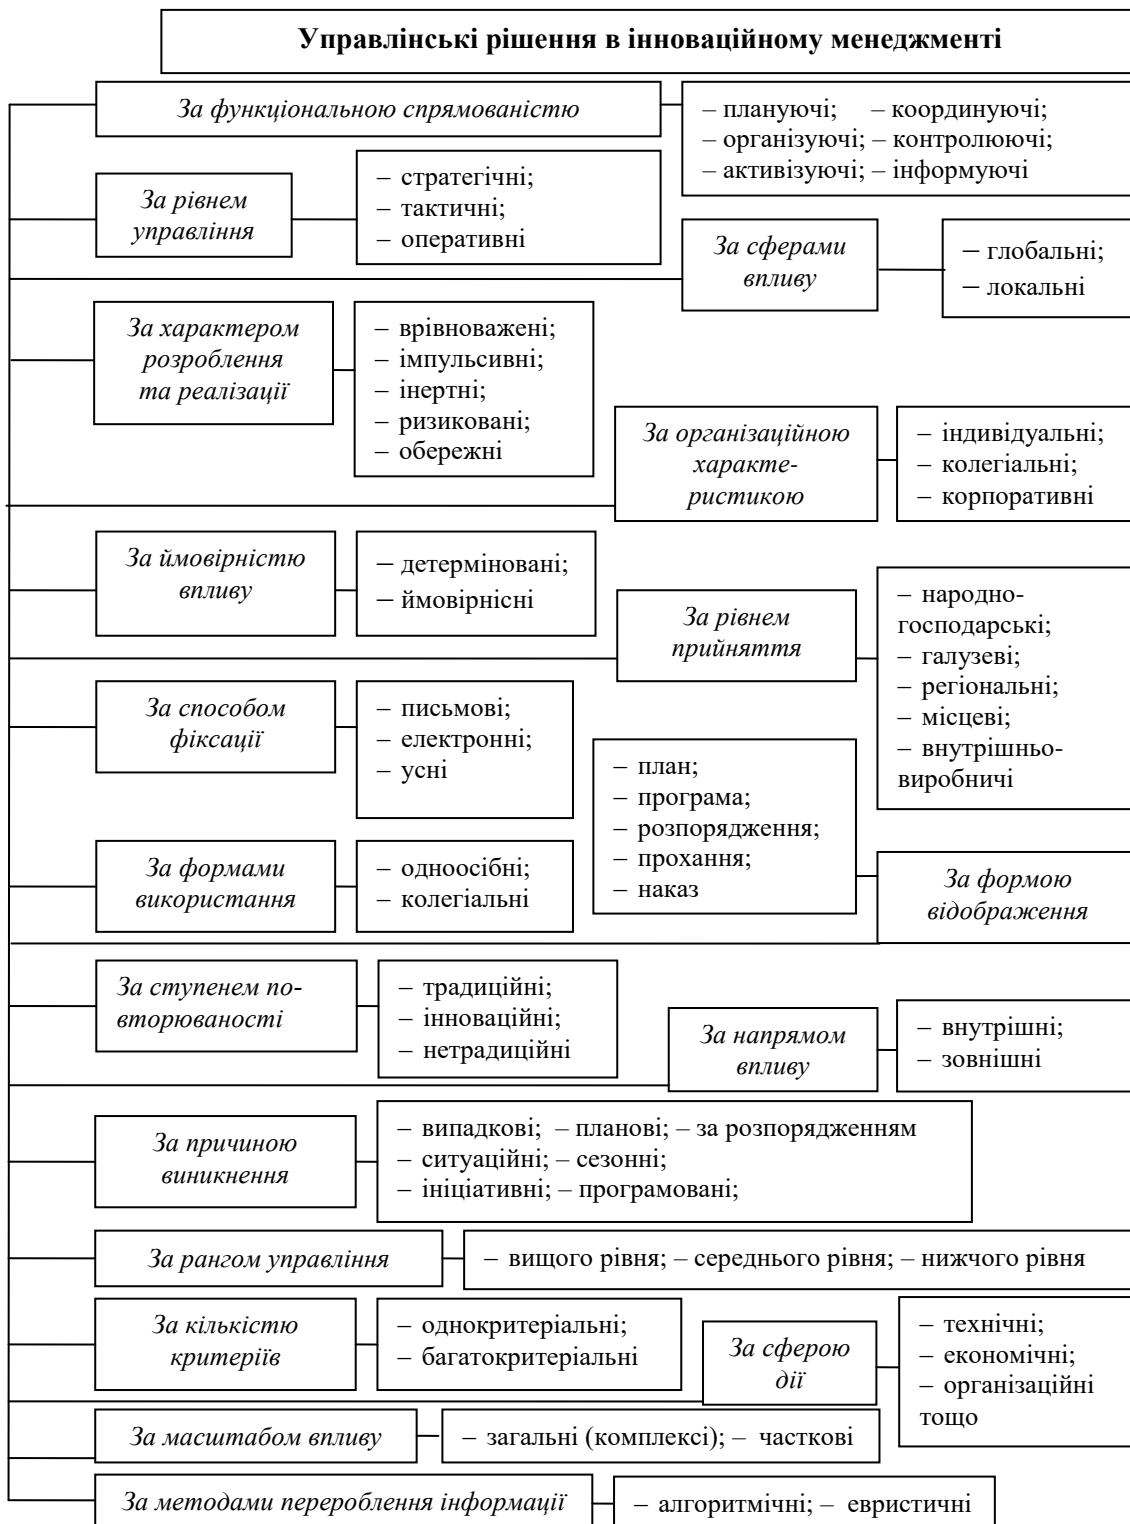 Управлінські рішення в інноваційному менеджменті
За функціональною спрямованістю
– плануючі; – координуючі;
– організуючі; – контролюючі;
– активізуючі; – інформуючі
За рівнем
управління
– стратегічні;
– тактичні;
– оперативні
За сферами
впливу
– глобальні;
– локальні
За характером
розроблення
та реалізації
– врівноважені;
– імпульсивні;
– інертні;
– ризиковані;
– обережні
За організаційною
характе-
ристикою
– індивідуальні;
– колегіальні;
– корпоративні
За ймовірністю
впливу
– детерміновані;
– ймовірнісні
За рівнем
прийняття
– народно-
господарські;
– галузеві;
– регіональні;
– місцеві;
– внутрішньо-
виробничі
За способом
фіксації
– письмові;
– електронні;
– усні
– план;
– програма;
– розпорядження;
– прохання;
– наказ
За формою
відображення
За формами
використання
– одноосібні;
– колегіальні
За ступенем по-
вторюваності
– традиційні;
– інноваційні;
– нетрадиційні
За напрямом
впливу
– внутрішні;
– зовнішні
За причиною
виникнення
– випадкові; – планові; – за розпорядженням
– ситуаційні; – сезонні;
– ініціативні; – програмовані;
За рангом управління
– вищого рівня; – середнього рівня; – нижчого рівня
За кількістю
критеріїв
– однокритеріальні;
– багатокритеріальні
За сферою
дії
– технічні;
– економічні;
– організаційні
тощо
За масштабом впливу
– загальні (комплексі); – часткові
За методами перероблення інформації
– алгоритмічні; – евристичні